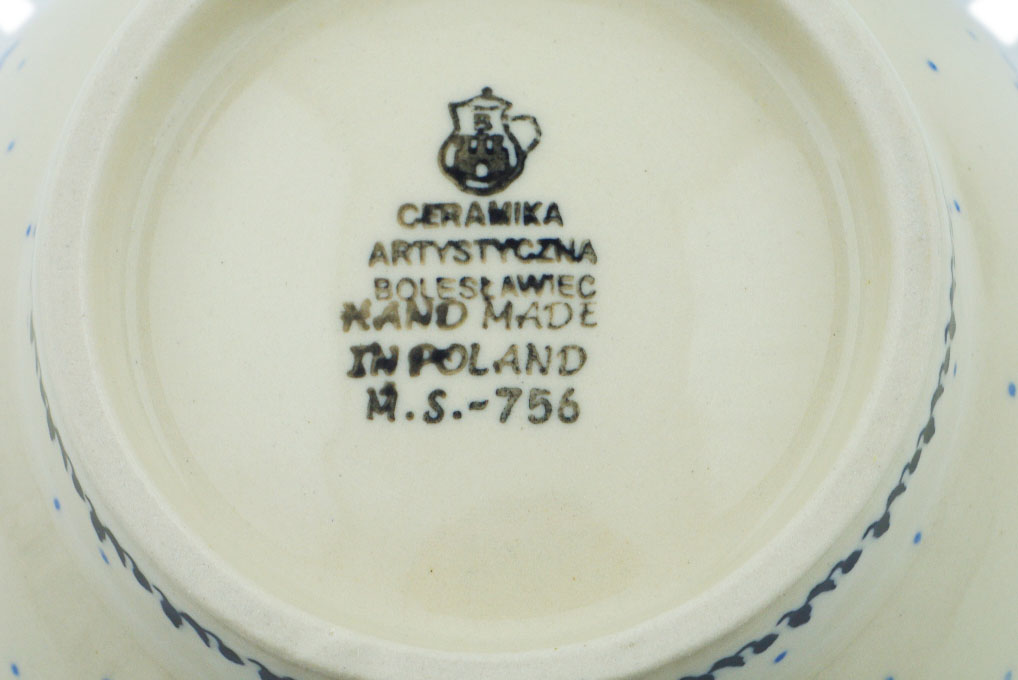 B
CERAMIKA
ARTYSTYCZNA
BOLESŁAWIEC
HAND MADE
IN POLAND
M.S.-756